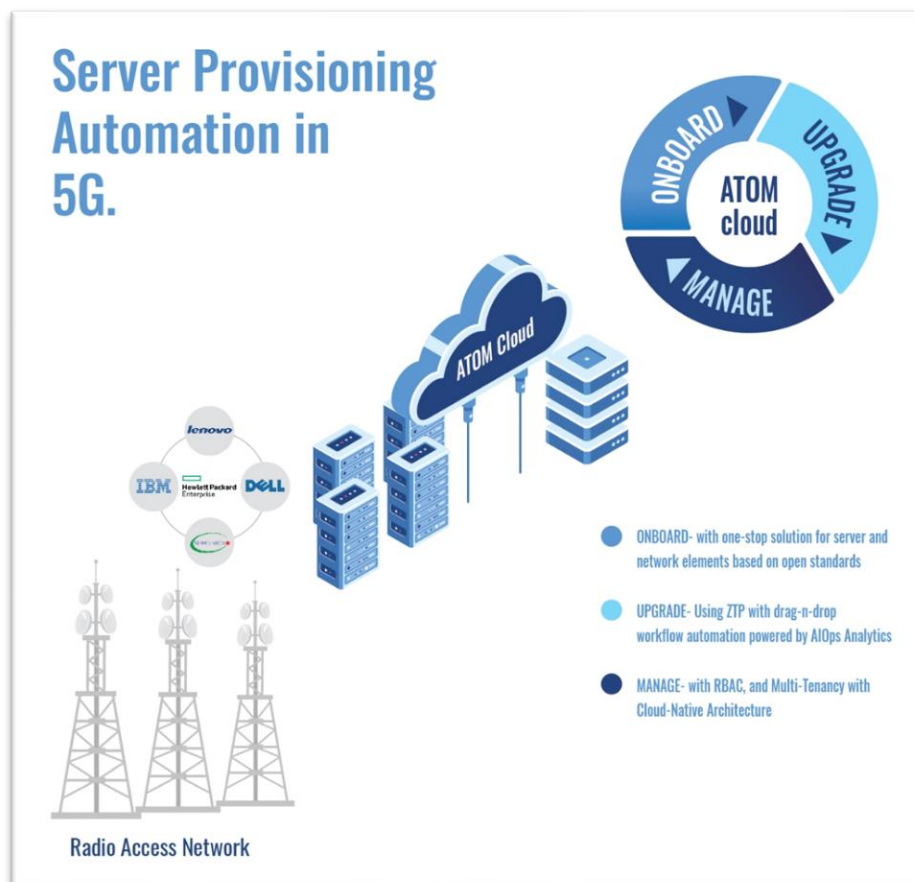 Server Provisioning
Automation in
5G.
ONBOARD
UPGRADE
MANAGE
ATOM
cloud
ATOM Cloud
lenovo
IBM
Hewlett Packard
Enterprise
DELL
ONBOARD- with one-stop solution for server and
network elements based on open standards
UPGRADE- Using ZTP with drag-n-drop
workflow automation powered by AIOps Analytics
MANAGE- with RBAC, and Multi-Tenancy with
Cloud-Native Architecture
Radio Access Network